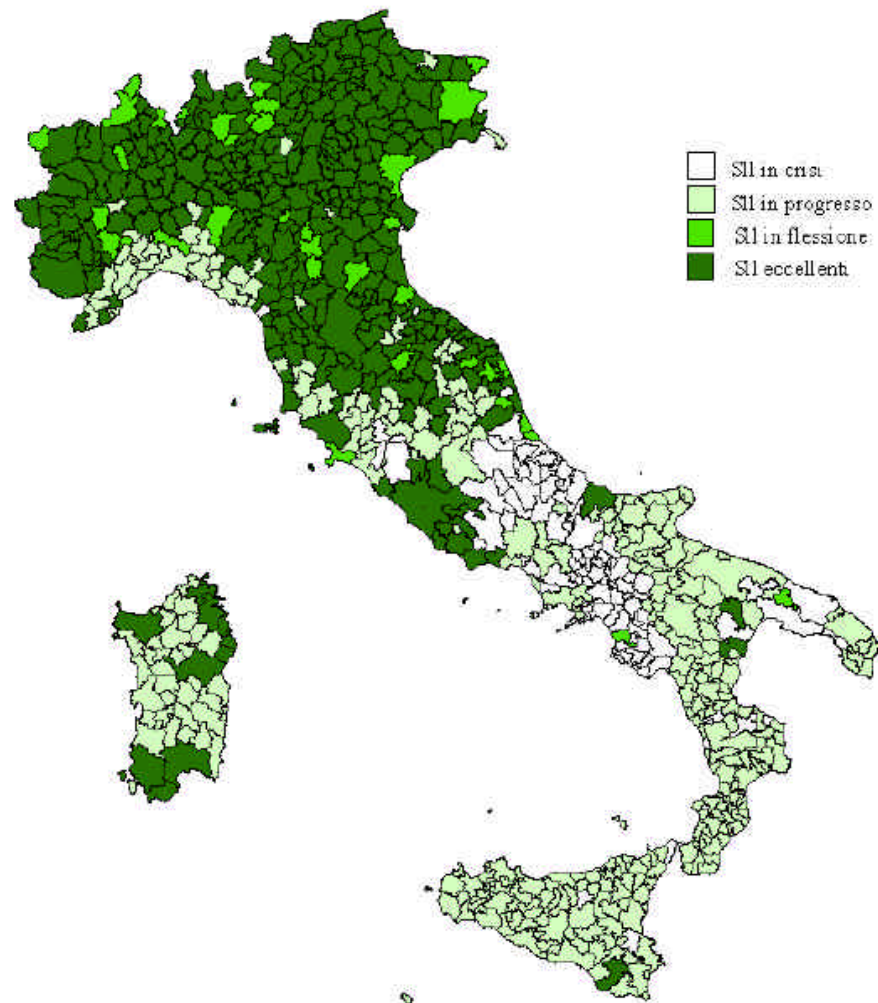 Sll in crisi
Sll in progresso
Sll in flessione
Sll eccellenti